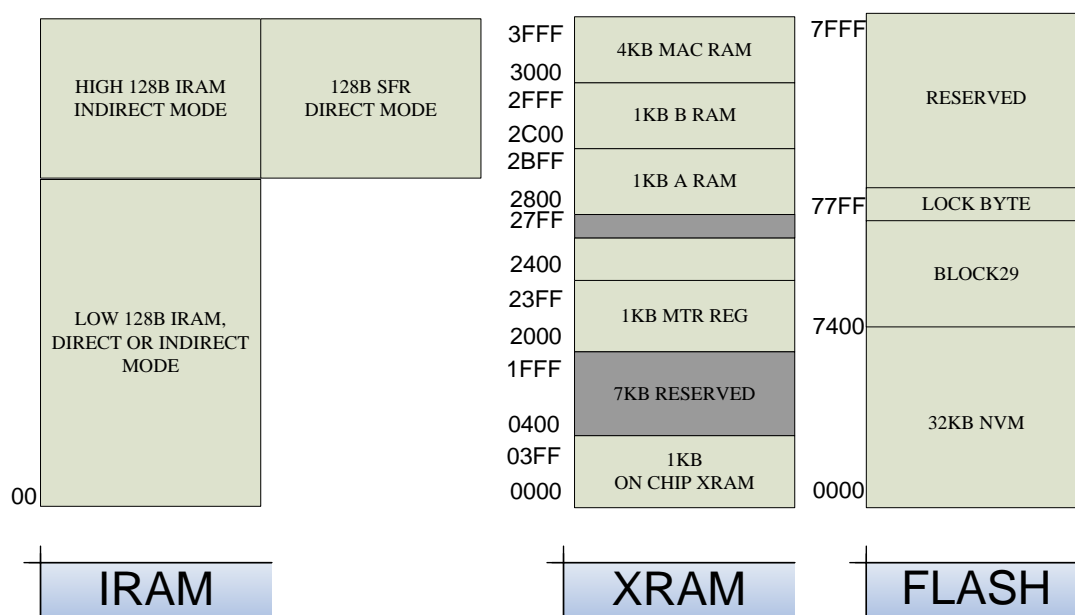 HIGH 128B IRAM
INDIRECT MODE
128B SFR
DIRECT MODE
LOW 128B IRAM,
DIRECT OR INDIRECT
MODE
00
IRAM
3FFF
4KB MAC RAM
3000
2FFF
1KB B RAM
2C00
2BFF
1KB A RAM
2800
27FF
2400
23FF
1KB MTR REG
2000
1FFF
7KB RESERVED
0400
03FF
1KB
ON CHIP XRAM
0000
XRAM
7FFF
RESERVED
77FF
LOCK BYTE
BLOCK29
7400
32KB NVM
0000
FLASH